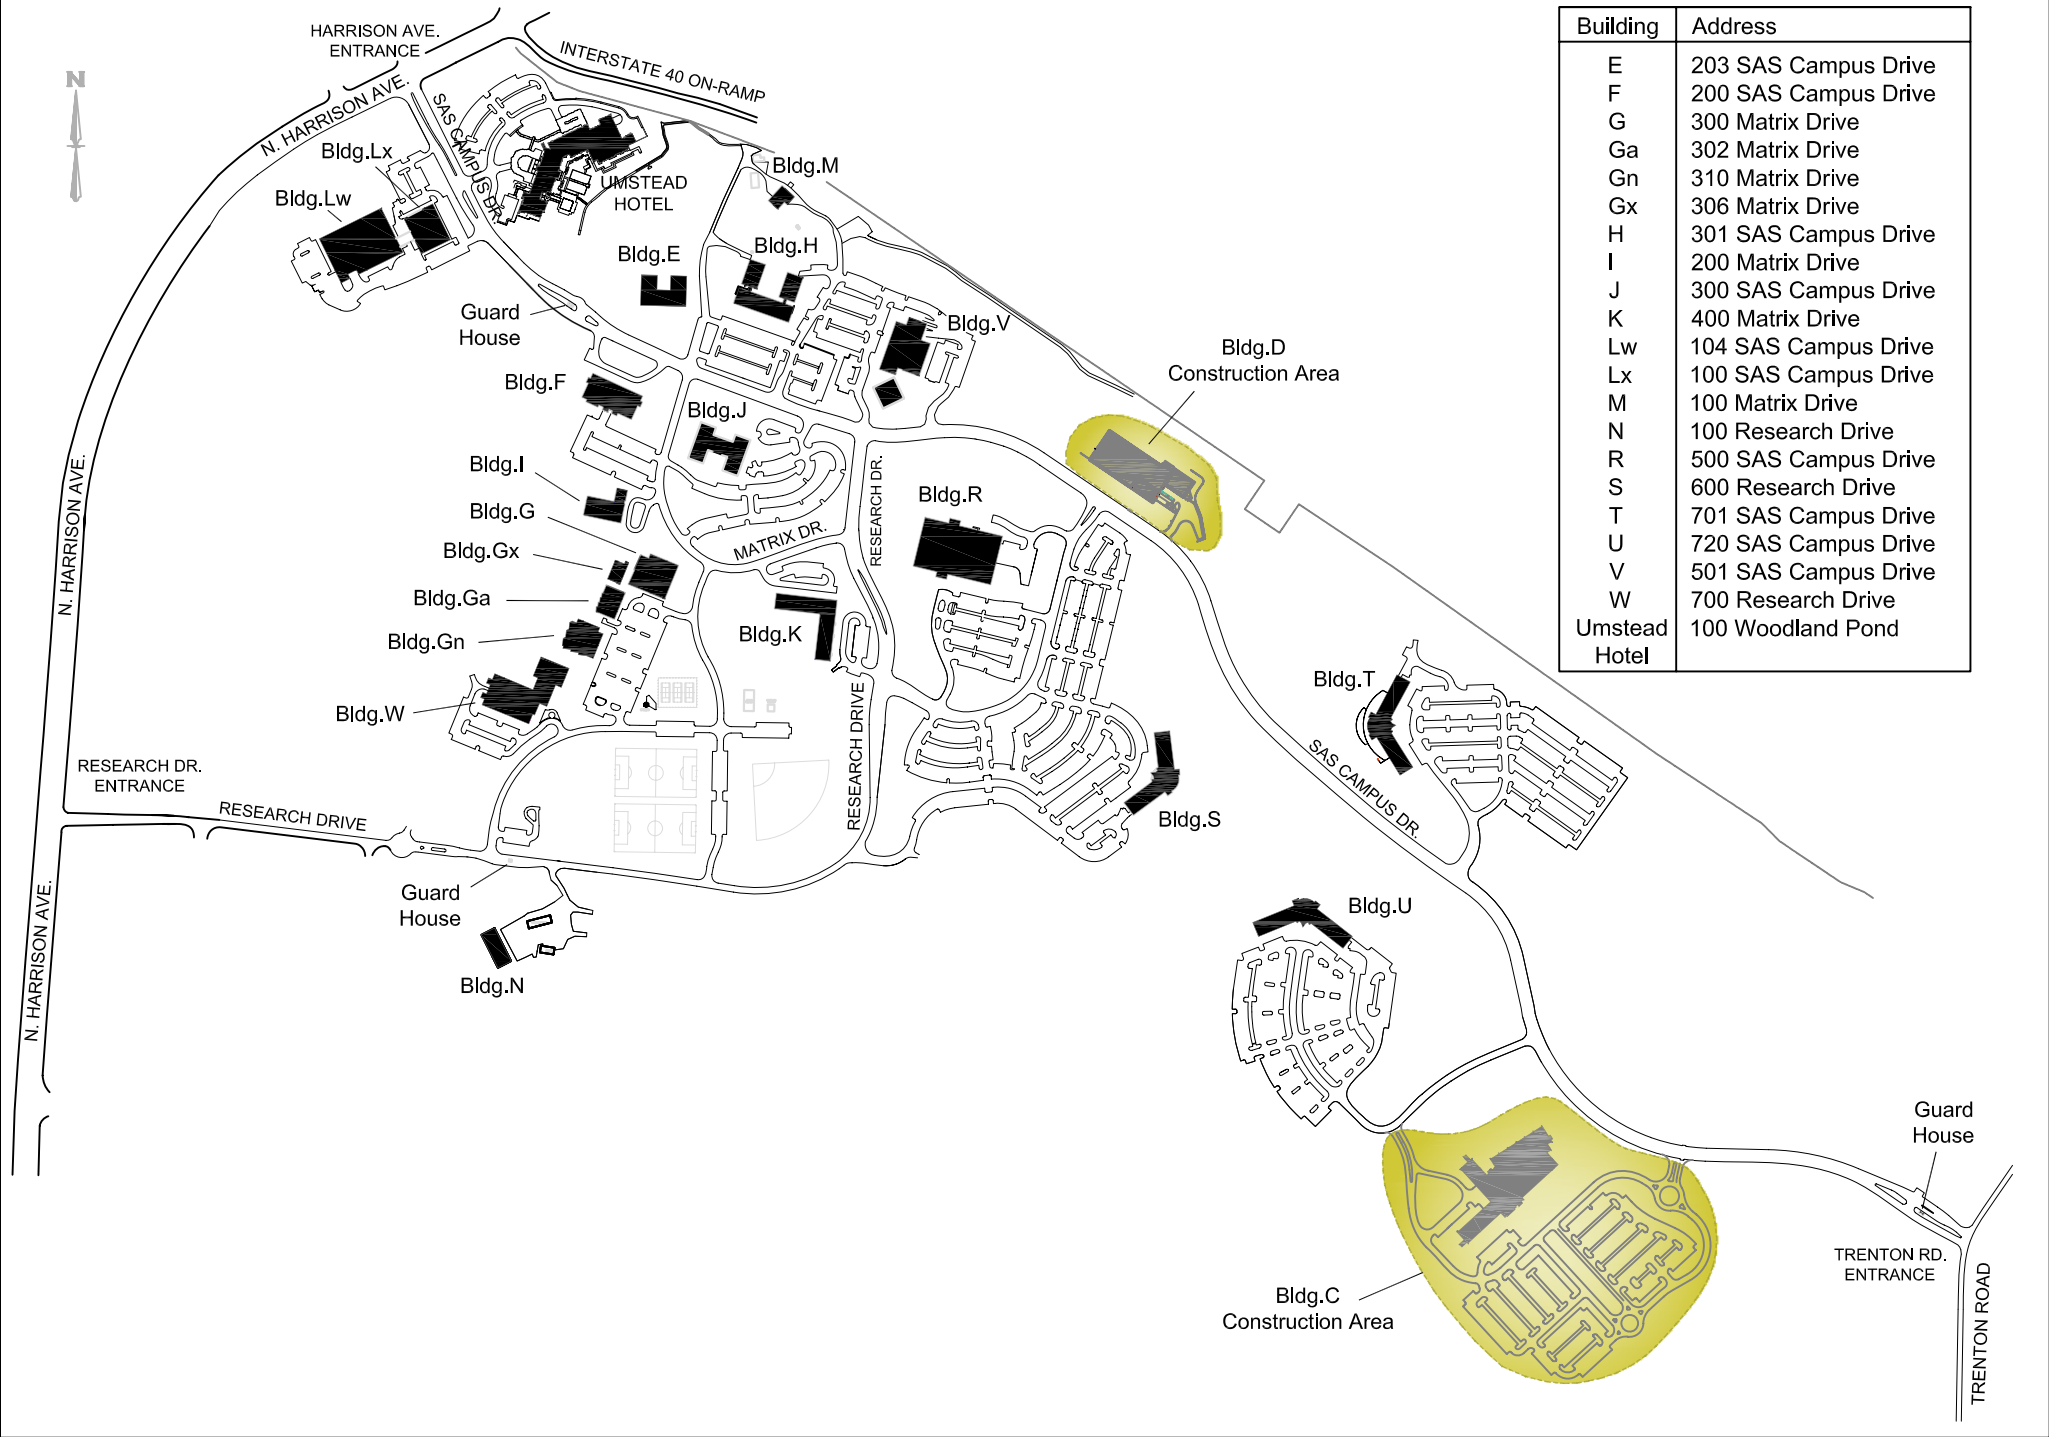 HARRISON AVE.
ENTRANCE
INTERSTATE 40 ON-RAMP
N
N. HARRISON AVE.
SAS CAMPUS DR.
Bldg.Lx
Bldg.Lw
UMSTEAD
HOTEL
Bldg.M
Bldg.E
Bldg.H
Guard
House
Bldg.V
Bldg.F
Bldg.J
Bldg.D
Construction Area
Bldg.I
Bldg.G
Bldg.Gx
Bldg.Ga
Bldg.Gn
Bldg.W
MATRIX DR.
RESEARCH DR.
Bldg.R
Bldg.K
N. HARRISON AVE.
RESEARCH DR.
ENTRANCE
RESEARCH DRIVE
RESEARCH DRIVE
Bldg.S
Bldg.T
SAS CAMPUS DR.
Guard
House
Bldg.N
N. HARRISON AVE.
Bldg.U
Guard
House
TRENTON RD.
ENTRANCE
TRENTON ROAD
Bldg.C
Construction Area
Building Address
E 203 SAS Campus Drive
F 200 SAS Campus Drive
G 300 Matrix Drive
Ga 302 Matrix Drive
Gn 310 Matrix Drive
Gx 306 Matrix Drive
H 301 SAS Campus Drive
I 200 Matrix Drive
J 300 SAS Campus Drive
K 400 Matrix Drive
Lw 104 SAS Campus Drive
Lx 100 SAS Campus Drive
M 100 Matrix Drive
N 100 Research Drive
R 500 SAS Campus Drive
S 600 Research Drive
T 701 SAS Campus Drive
U 720 SAS Campus Drive
V 501 SAS Campus Drive
W 700 Research Drive
Umstead 100 Woodland Pond
Hotel